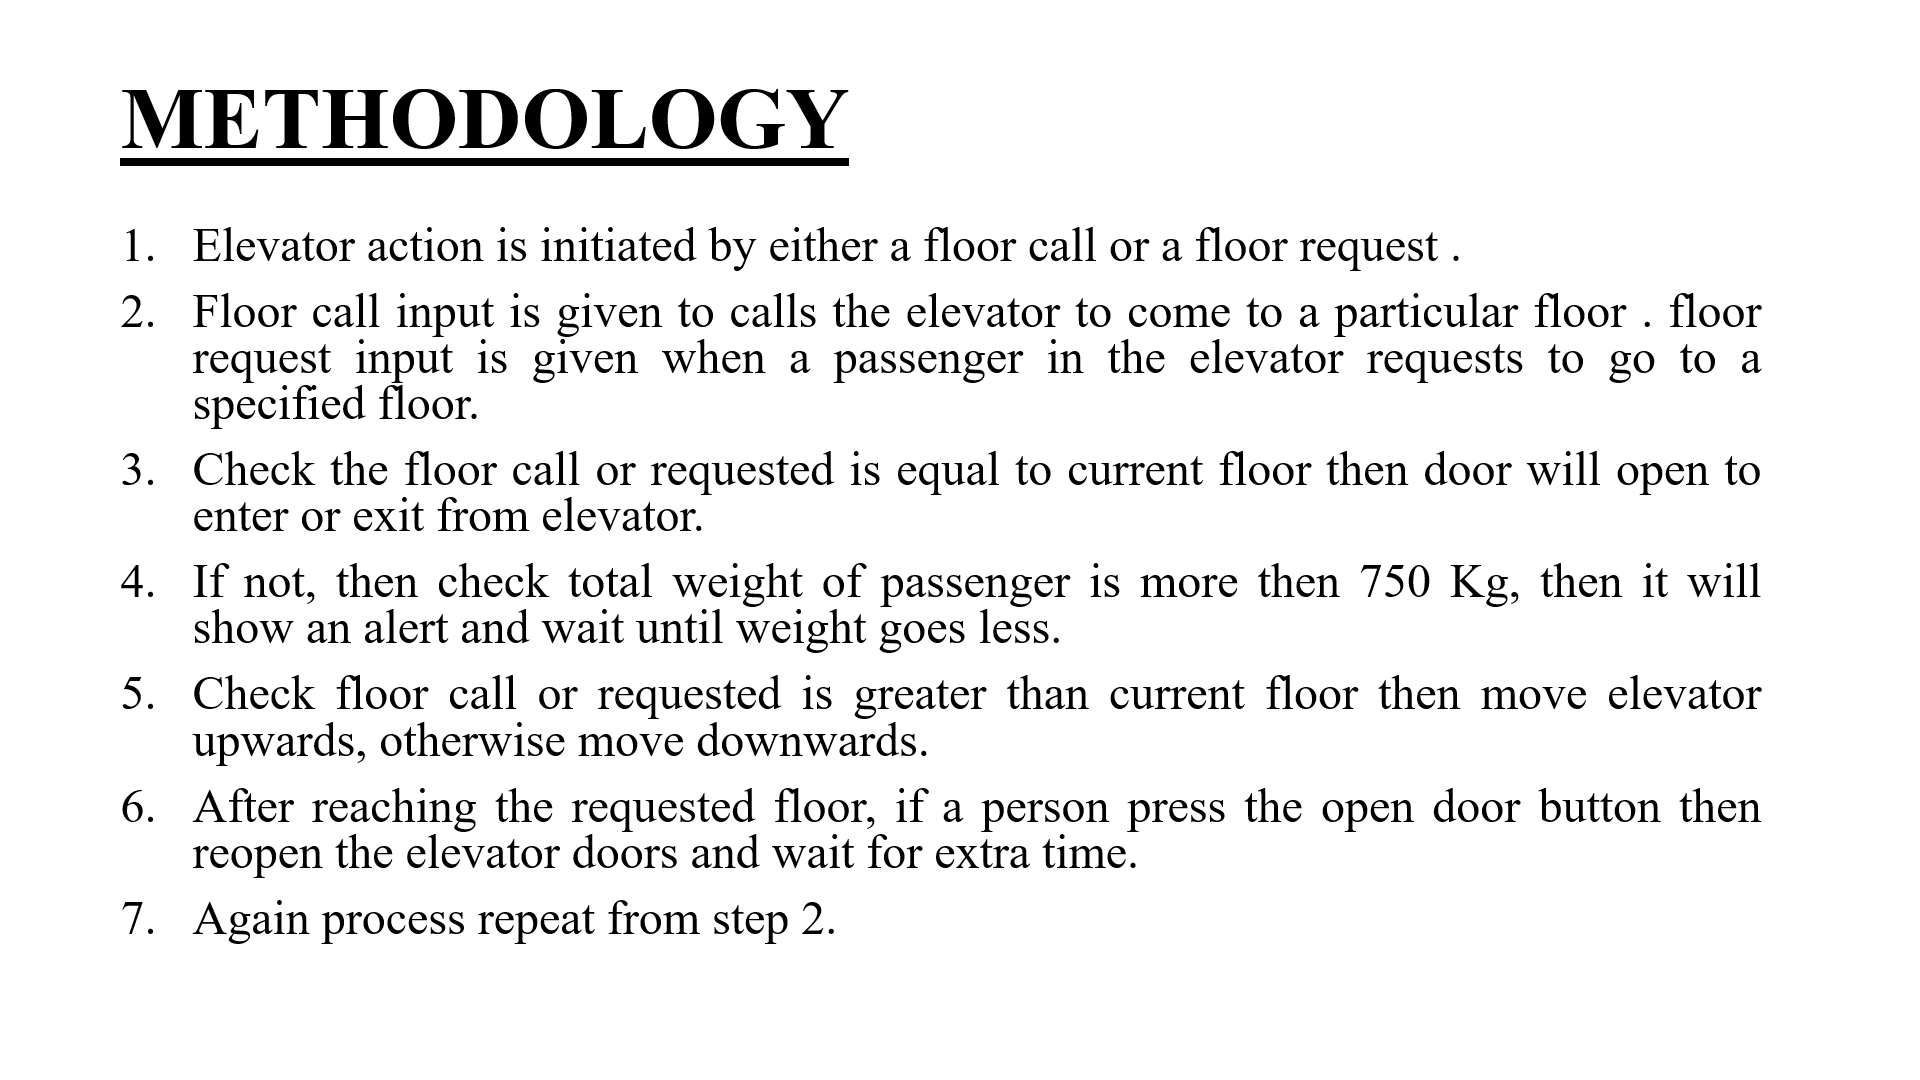 METHODOLOGY
1. Elevator action is initiated by either a floor call or a floor request .
2. Floor call input is given to calls the elevator to come to a particular floor . floor
request input is given when a passenger in the elevator requests to go to a
specified floor.
3. Check the floor call or requested is equal to current floor then door will open to
enter or exit from elevator.
4. If not, then check total weight of passenger is more then 750 Kg, then it will
show an alert and wait until weight goes less.
5. Check floor call or requested is greater than current floor then move elevator
upwards, otherwise move downwards.
6. After reaching the requested floor, if a person press the open door button then
reopen the elevator doors and wait for extra time.
7. Again process repeat from step 2.